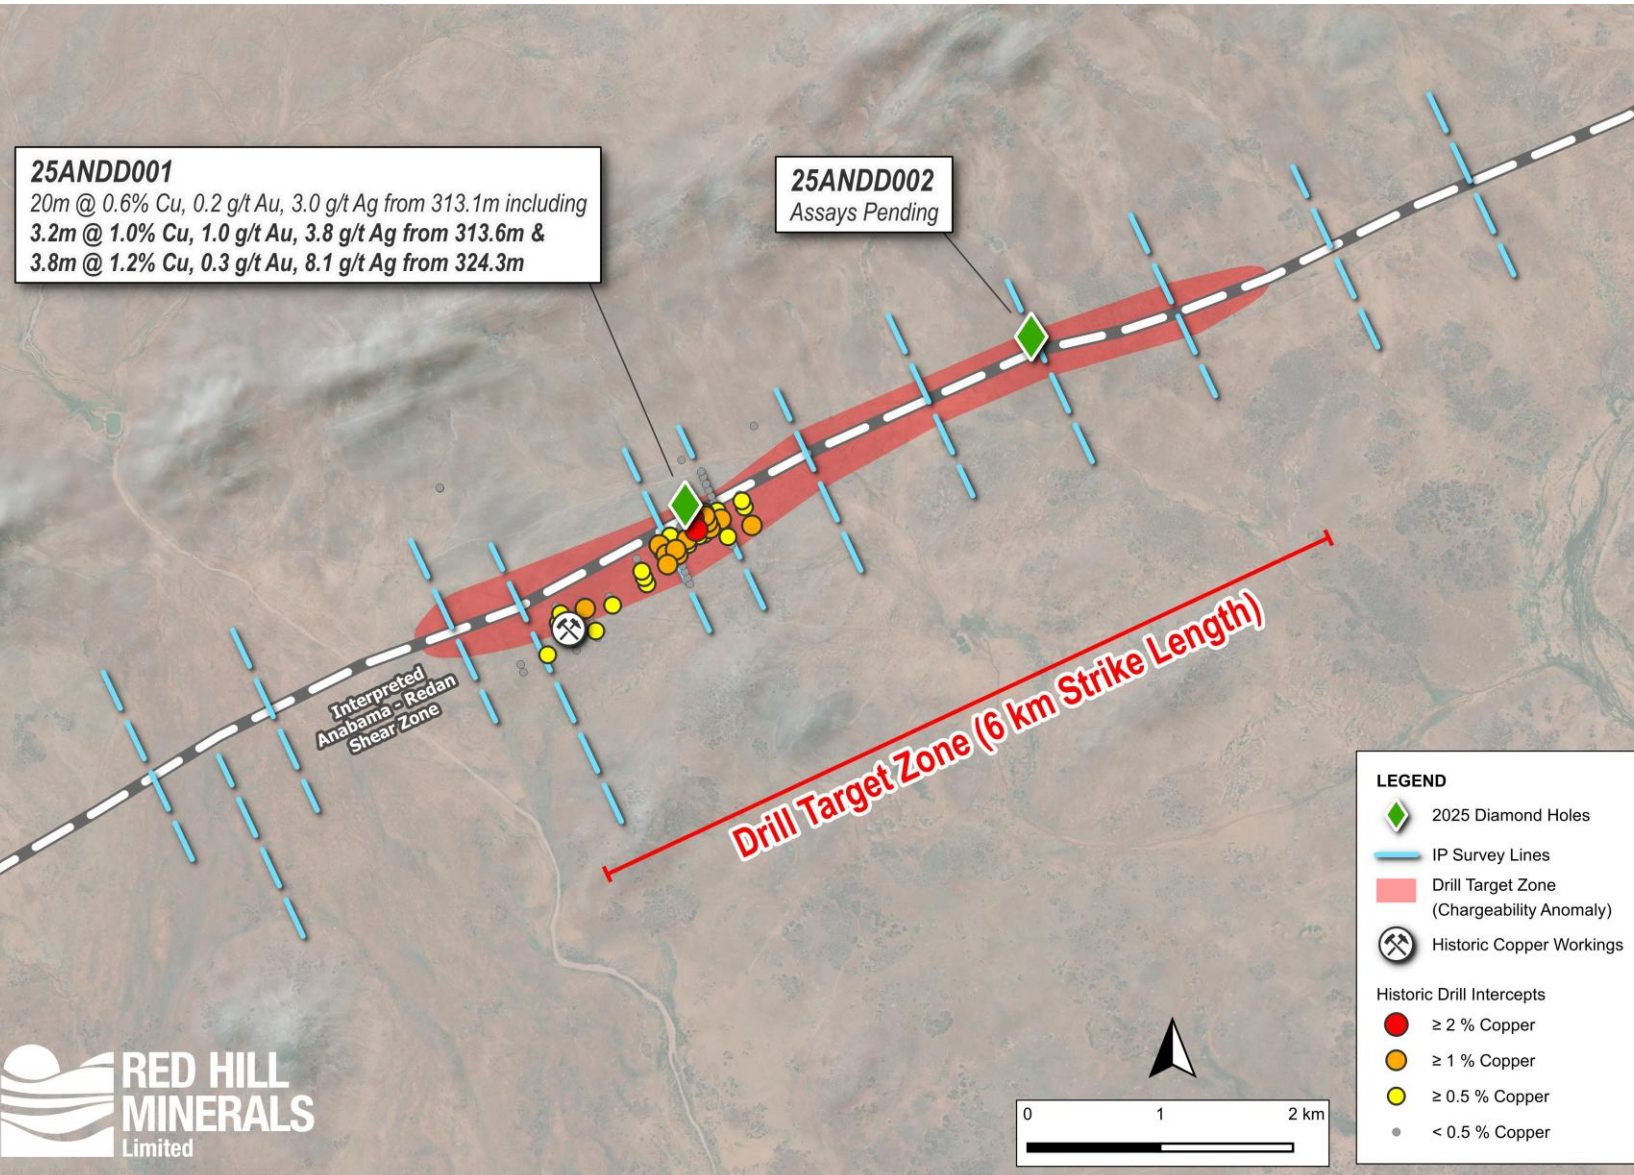 25ANDD001
20m @ 0.6% Cu, 0.2 g/t Au, 3.0 g/t Ag from 313.1m including
3.2m @ 1.0% Cu, 1.0 g/t Au, 3.8 g/t Ag from 313.6m &
3.8m @ 1.2% Cu, 0.3 g/t Au, 8.1 g/t Ag from 324.3m
25ANDD002
Assays Pending
Interpreted
Anabama - Redan
Shear Zone
Drill Target Zone (6 km Strike Length)
LEGEND
2025 Diamond Holes
IP Survey Lines
Drill Target Zone
(Chargeability Anomaly)
Historic Copper Workings
Historic Drill Intercepts
≥ 2 % Copper
≥ 1 % Copper
≥ 0.5 % Copper
< 0.5 % Copper
0 1 2 km
RED HILL
MINERALS
Limited